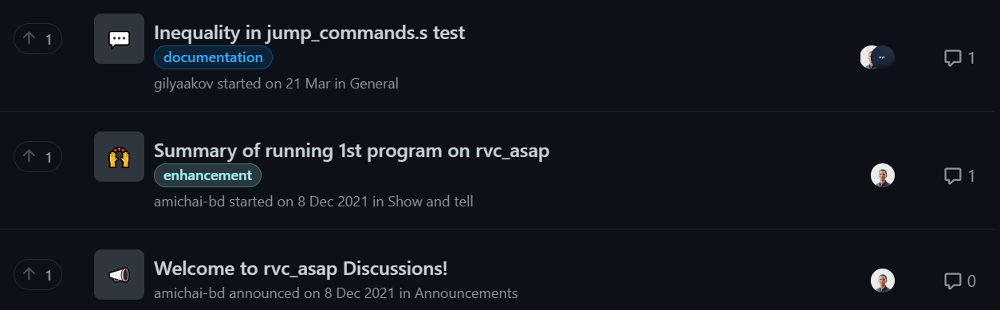 Inequality in jump_commands.s test
1
documentation
1
gilyaakov started on 21 Mar in General
Summary of running 1st program on rvc_asap
1
enhancement
1
amichai-bd started on 8 Dec 2021 in Show and tell
Welcome to rvc_asap Discussions!
1
0
amichai-bd announced on 8 Dec 2021 in Announcements